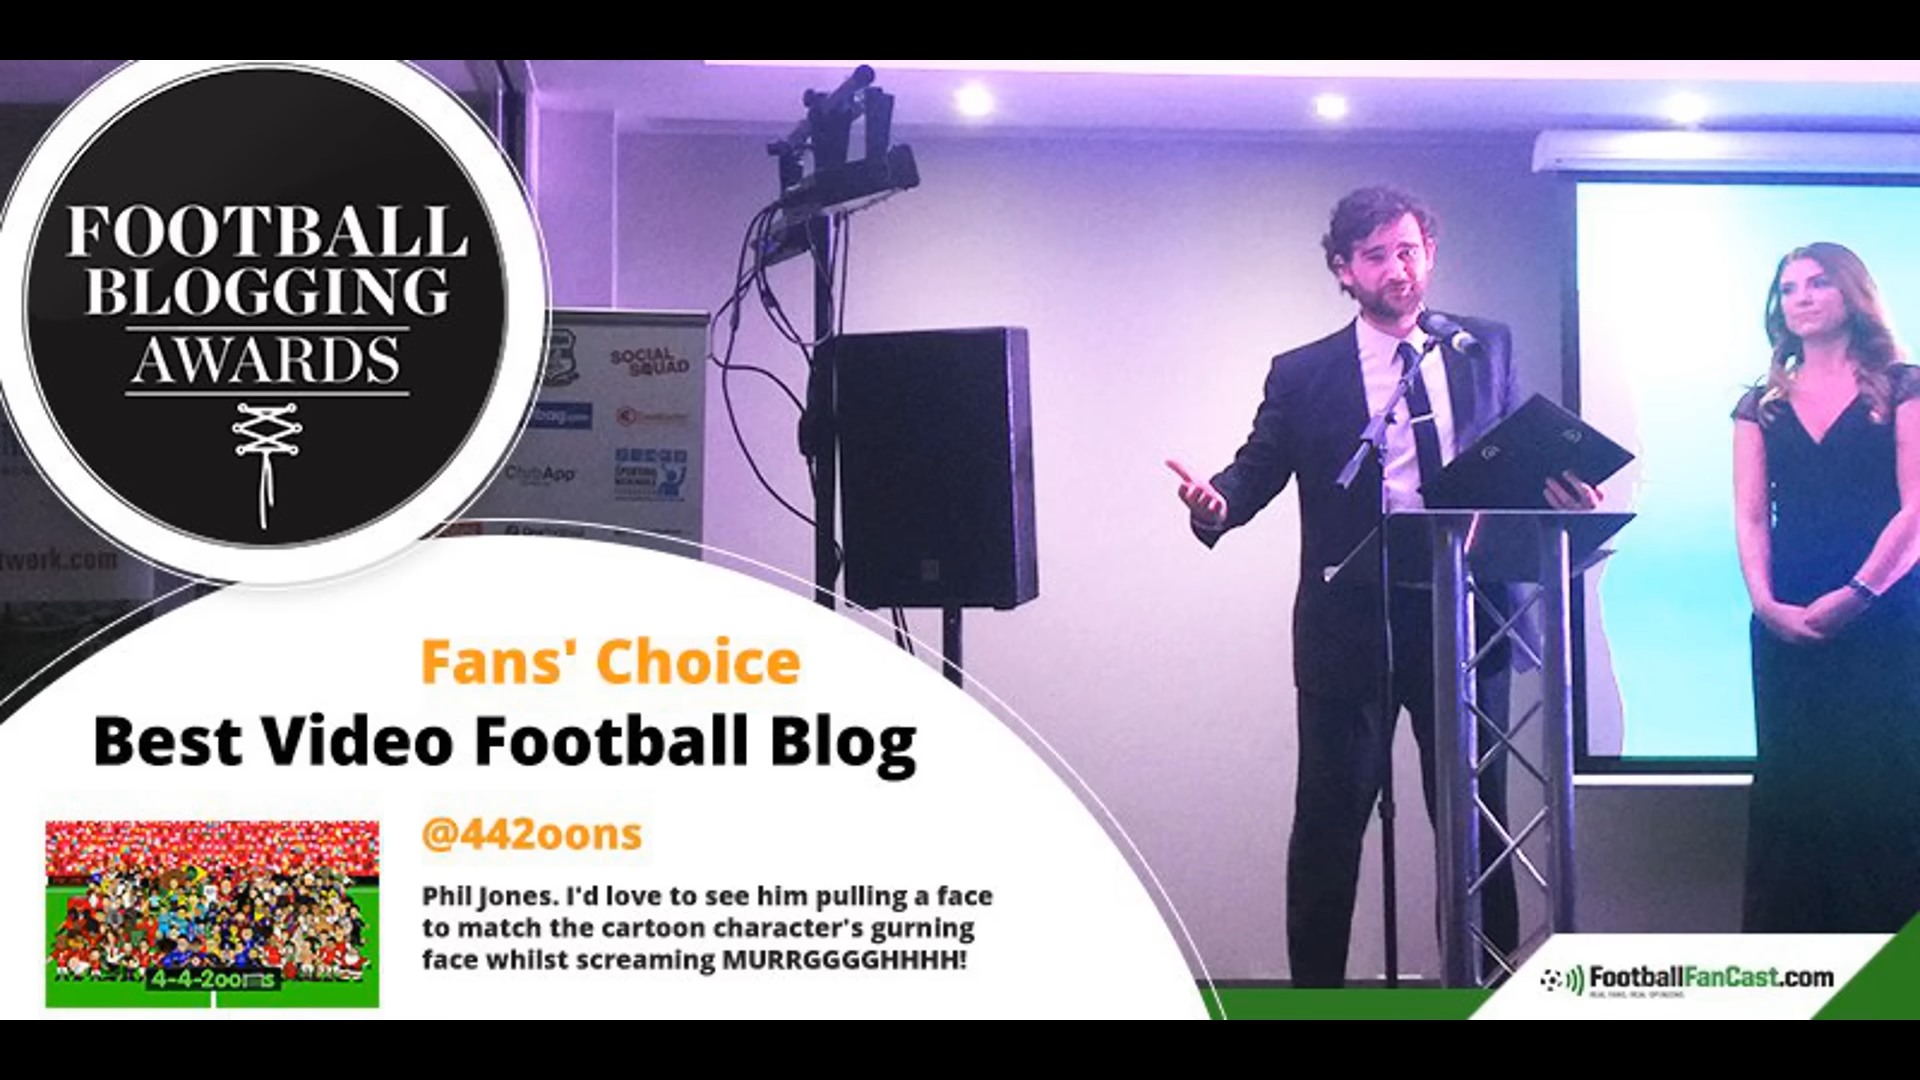 FOOTBALL
BLOGGING
AWARDS
SOCIAL
SQUAD
ClubApp
twork.com
Fans' Choice
Best Video Football Blog
@442oons
Phil Jones. I'd love to see him pulling a face
to match the cartoon character's gurning
face whilst screaming MURRGGGGHHHH!
4-4-2oons
FootballFanCast.com